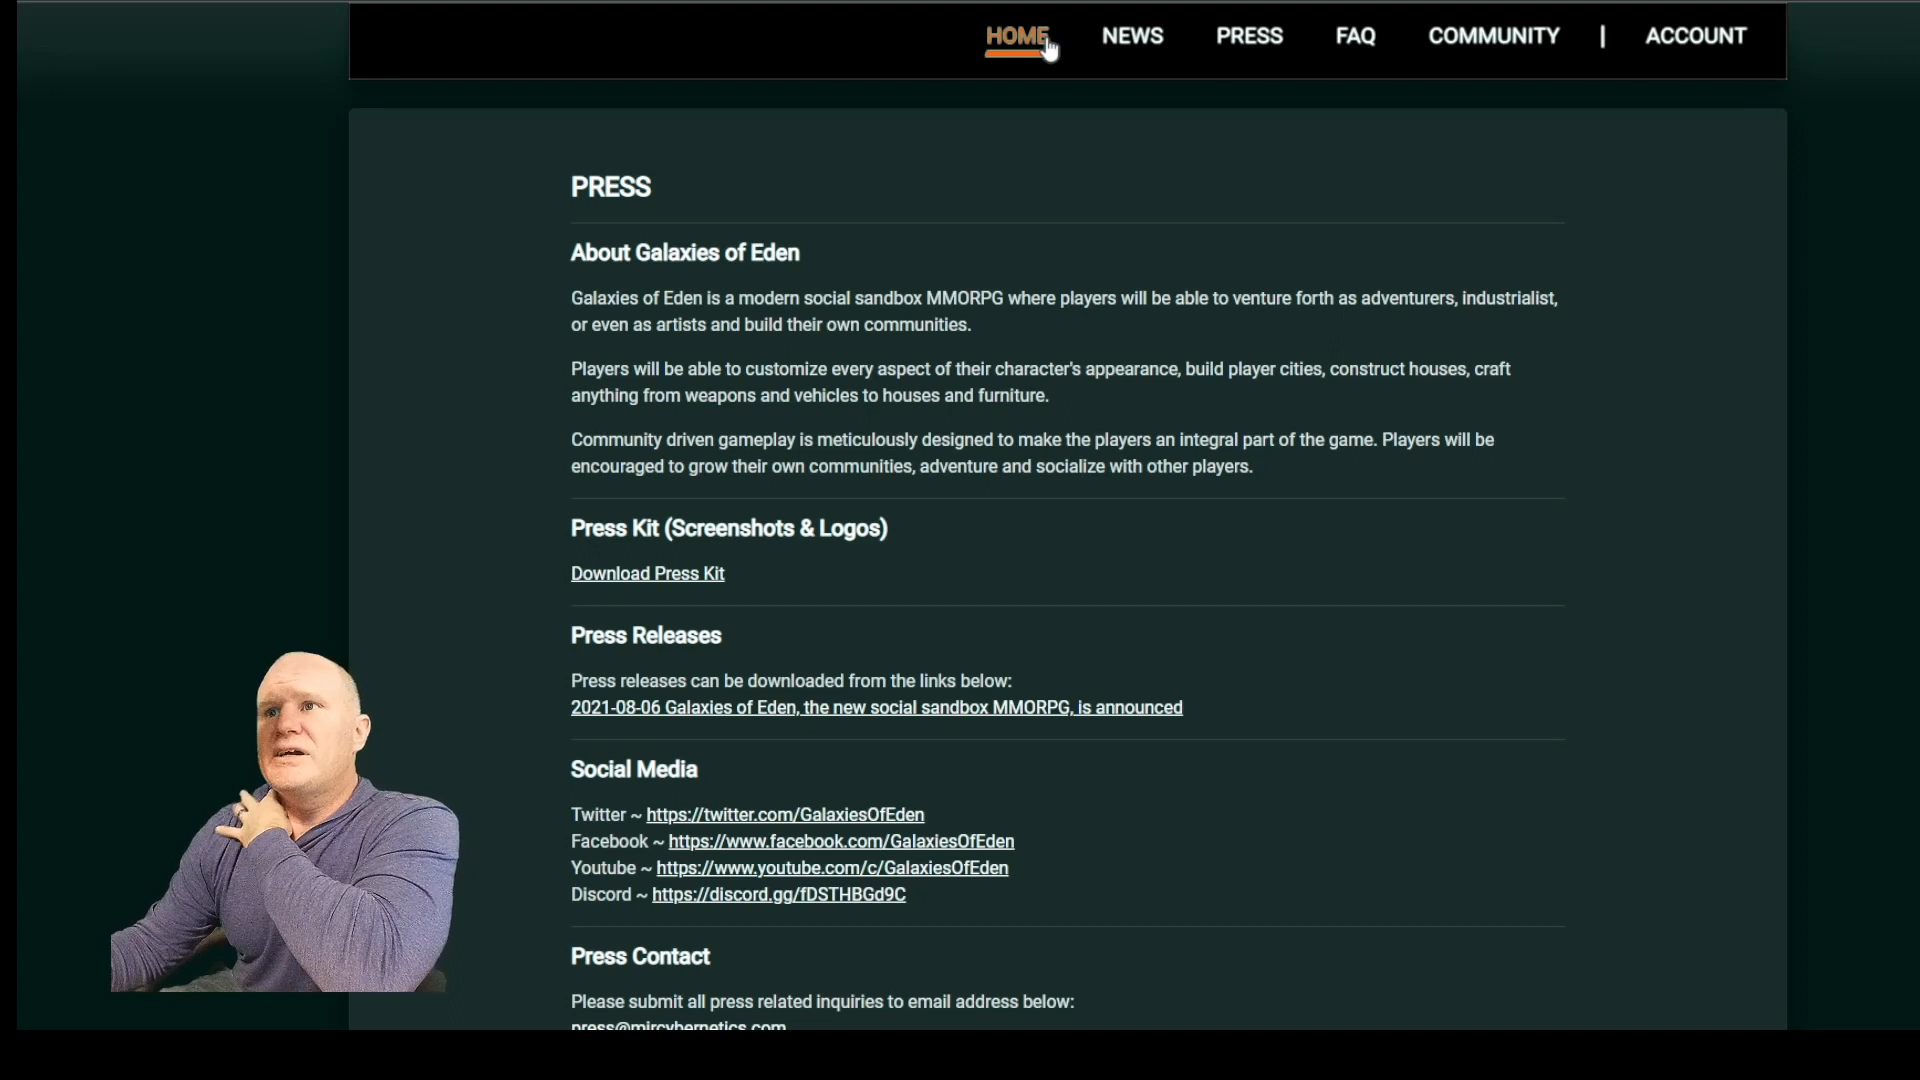 HOME NEWS PRESS FAQ COMMUNITY | ACCOUNT
PRESS
About Galaxies of Eden
Galaxies of Eden is a modern social sandbox MMORPG where players will be able to venture forth as adventurers, industrialist,
or even as artists and build their own communities.
Players will be able to customize every aspect of their character's appearance, build player cities, construct houses, craft
anything from weapons and vehicles to houses and furniture.
Community driven gameplay is meticulously designed to make the players an integral part of the game. Players will be
encouraged to grow their own communities, adventure and socialize with other players.
Press Kit (Screenshots & Logos)
Download Press Kit
Press Releases
Press releases can be downloaded from the links below:
2021-08-06 Galaxies of Eden, the new social sandbox MMORPG, is announced
Social Media
Twitter ~ https://twitter.com/GalaxiesOfEden
Facebook ~ https://www.facebook.com/GalaxiesOfEden
Youtube ~ https://www.youtube.com/c/GalaxiesOfEden
Discord ~ https://discord.gg/fDSTHBGd9C
Press Contact
Please submit all press related inquiries to email address below:
press@mircybernetics.com